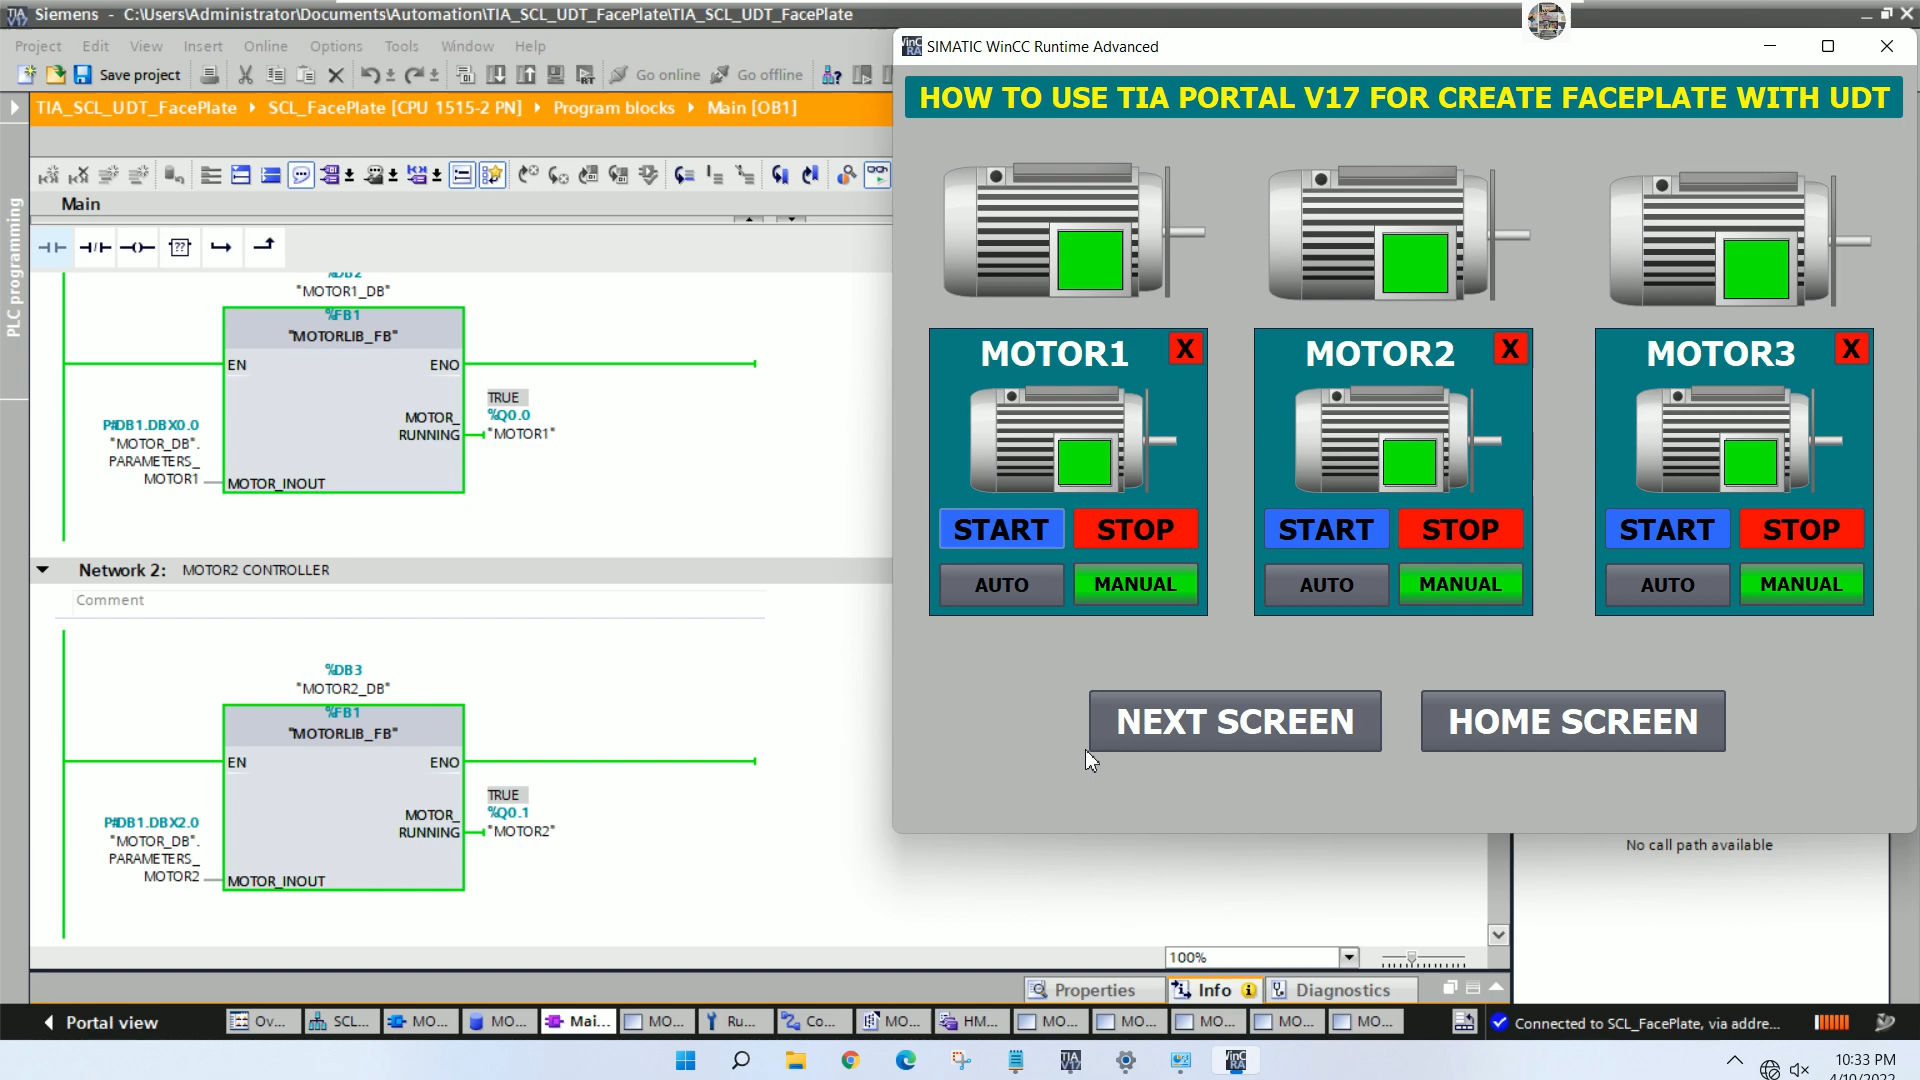 Siemens - C:\Users\Administrator\Documents\Automation\TIA_SCL_UDT_FacePlate\TIA_SCL_UDT_FacePlate
Project Edit View Insert Online Options Tools Window Help
Save project Go online Go offline
TIA_SCL_UDT_FacePlate SCL_FacePlate [CPU 1515-2 PN] Program blocks Main [OB1]
PLC programming
Main
??
%DB2
"MOTOR1_DB"
%FB1
"MOTORLIB_FB"
EN ENO
TRUE
%Q0.0
"MOTOR1"
MOTOR_
RUNNING
P#DB1.DBX0.0
"MOTOR_DB".
PARAMETERS_
MOTOR1
MOTOR_INOUT
Network 2: MOTOR2 CONTROLLER
Comment
%DB3
"MOTOR2_DB"
%FB1
"MOTORLIB_FB"
EN ENO
TRUE
%Q0.1
"MOTOR2"
MOTOR_
RUNNING
P#DB1.DBX2.0
"MOTOR_DB".
PARAMETERS_
MOTOR2
MOTOR_INOUT
100%
Properties Info Diagnostics
SIMATIC WinCC Runtime Advanced
HOW TO USE TIA PORTAL V17 FOR CREATE FACEPLATE WITH UDT
MOTOR1 X
START STOP
AUTO MANUAL
MOTOR2 X
START STOP
AUTO MANUAL
MOTOR3 X
START STOP
AUTO MANUAL
NEXT SCREEN HOME SCREEN
No call path available
Portal view Ov... SCL... MO... MO... Mai... MO... Ru... Co... MO... HM... MO... MO... MO... MO... MO...
Connected to SCL_FacePlate, via addre...
10:33 PM
4/10/2022